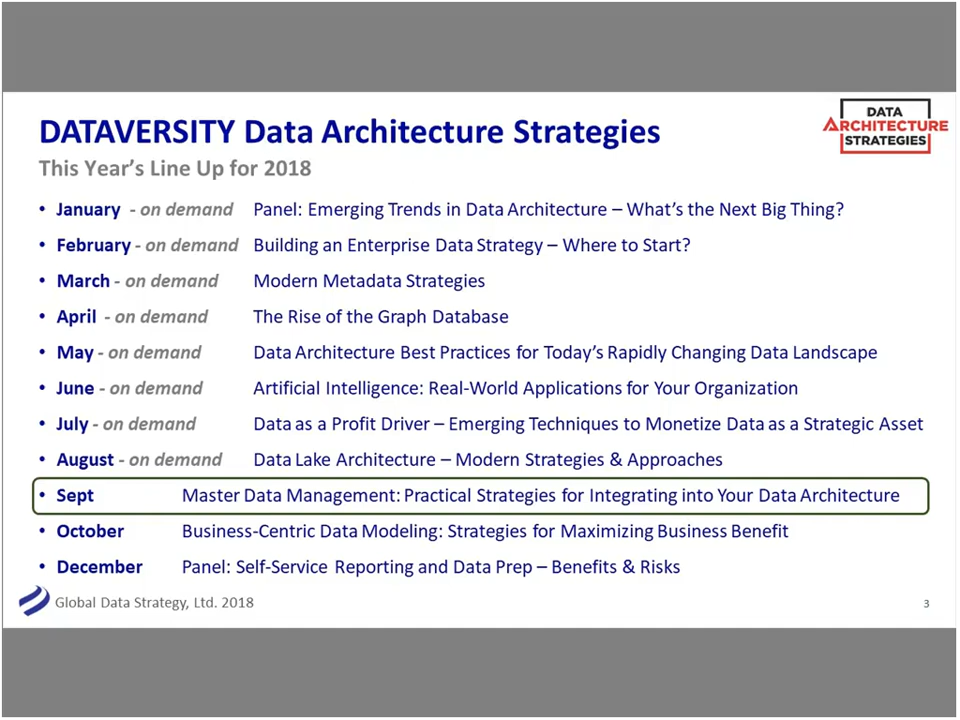 DATAVERSITY Data Architecture Strategies
This Year's Line Up for 2018
DATA
ARCHITECTURE
STRATEGIES
• January - on demand Panel: Emerging Trends in Data Architecture – What's the Next Big Thing?
• February - on demand Building an Enterprise Data Strategy – Where to Start?
• March - on demand Modern Metadata Strategies
• April - on demand The Rise of the Graph Database
• May - on demand Data Architecture Best Practices for Today's Rapidly Changing Data Landscape
• June - on demand Artificial Intelligence: Real-World Applications for Your Organization
• July - on demand Data as a Profit Driver – Emerging Techniques to Monetize Data as a Strategic Asset
• August - on demand Data Lake Architecture – Modern Strategies & Approaches
• Sept Master Data Management: Practical Strategies for Integrating into Your Data Architecture
• October Business-Centric Data Modeling: Strategies for Maximizing Business Benefit
• December Panel: Self-Service Reporting and Data Prep – Benefits & Risks
Global Data Strategy, Ltd. 2018
3